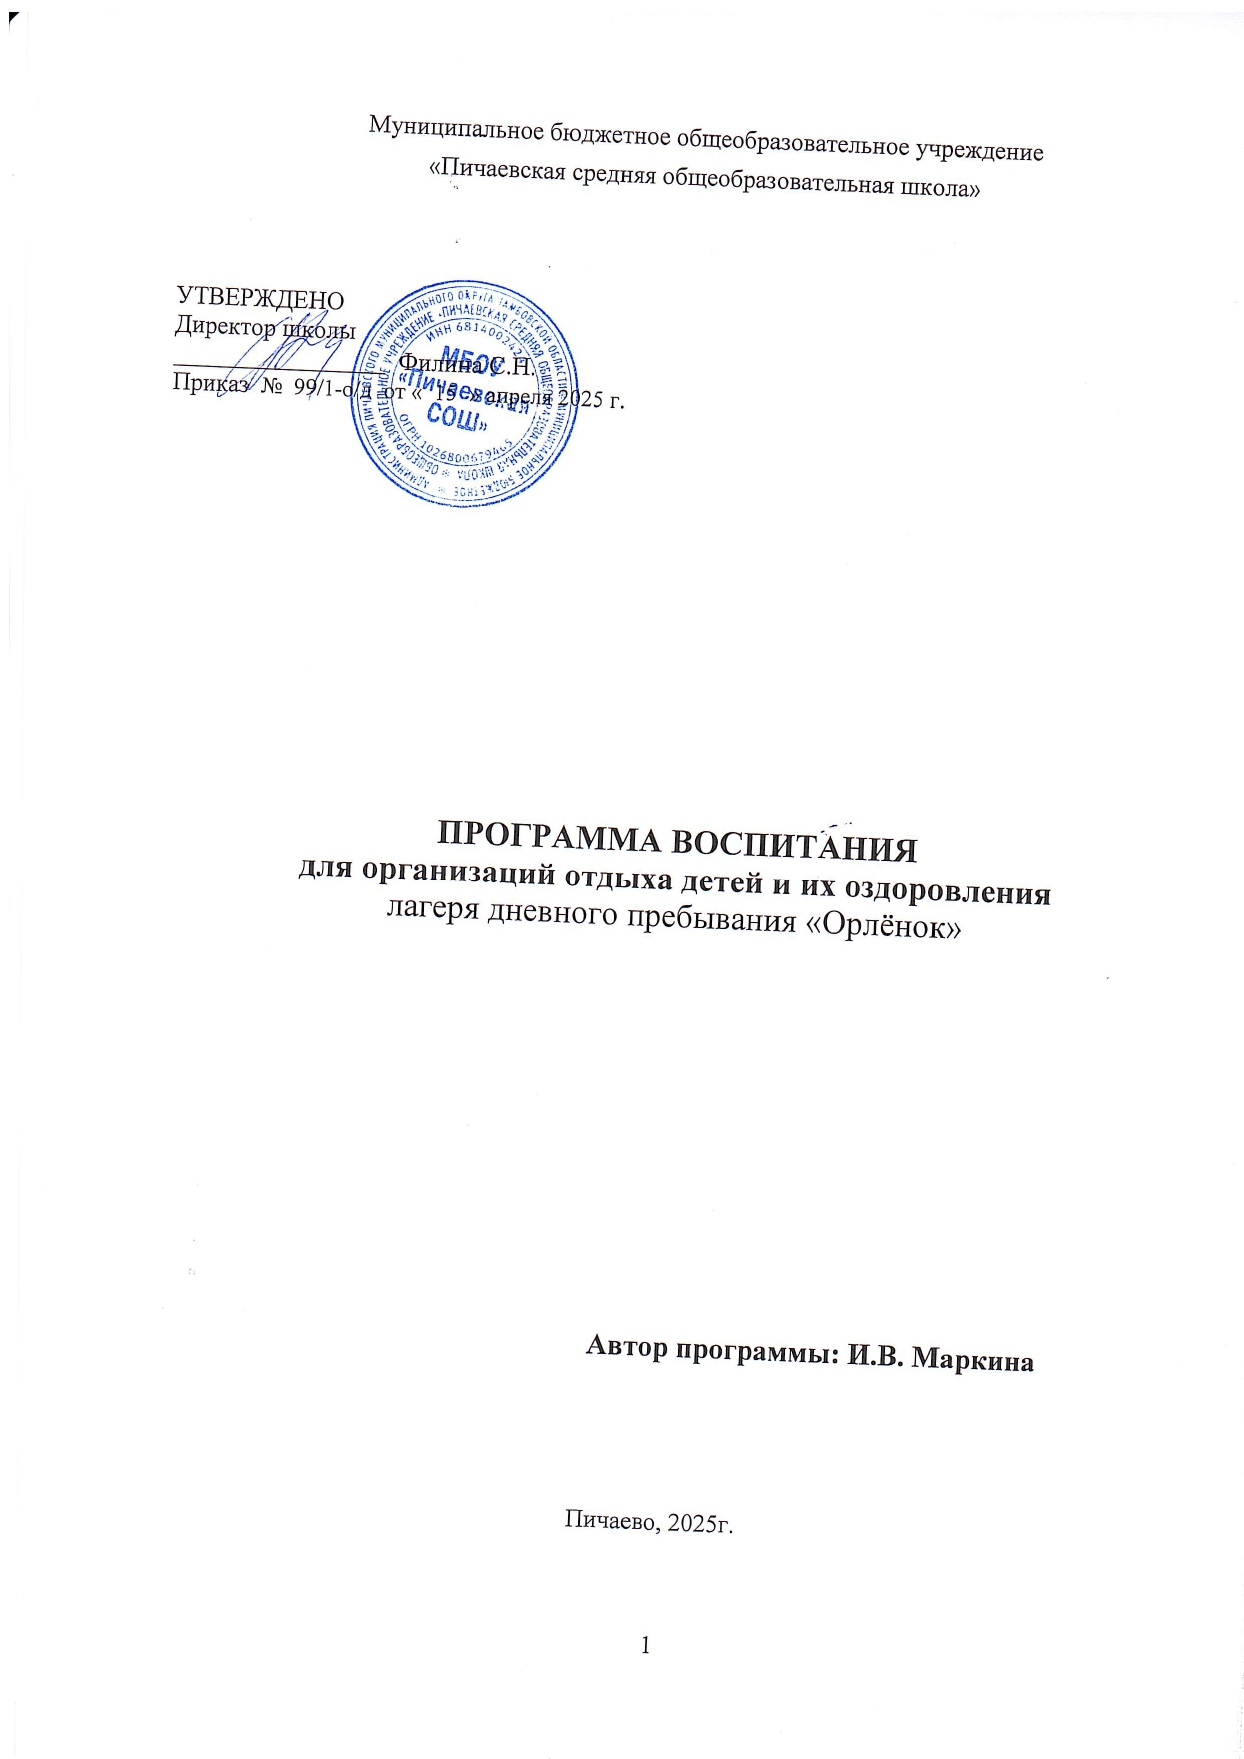 Муниципальное бюджетное общеобразовательное учреждение
«Пичаевская средняя общеобразовательная школа»
УТВЕРЖДЕНО
Директор школы
Филина С.Н.
Приказ № 99/1-о/д от « 15 » апреля 2025 г.
МБОУ
«Пичаевская
СОШ»
ПРОГРАММА ВОСПИТАНИЯ
для организаций отдыха детей и их оздоровления
лагеря дневного пребывания «Орлёнок»
Автор программы: И.В. Маркина
Пичаево, 2025г.
1